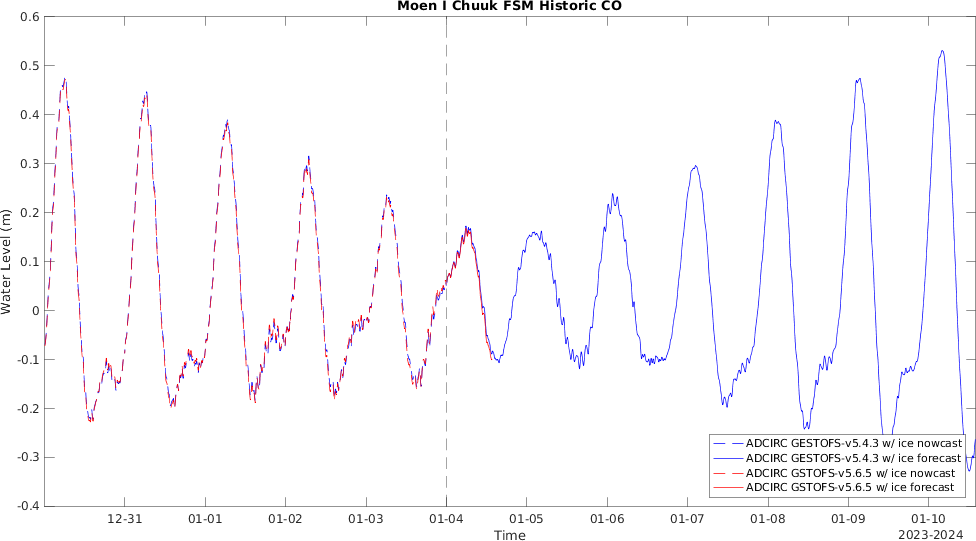 Moen I Chuuk FSM Historic CO
0.6
0.5
0.4
0.3
0.2
0.1
0
-0.1
-0.2
-0.3
-0.4
Water Level (m)
ADCIRC GESTOFS-v5.4.3 w/ ice nowcast
ADCIRC GESTOFS-v5.4.3 w/ ice forecast
ADCIRC GSTOFS-v5.6.5 w/ ice nowcast
ADCIRC GSTOFS-v5.6.5 w/ ice forecast
12-31 01-01 01-02 01-03 01-04 01-05 01-06 01-07 01-08 01-09 01-10
Time
2023-2024